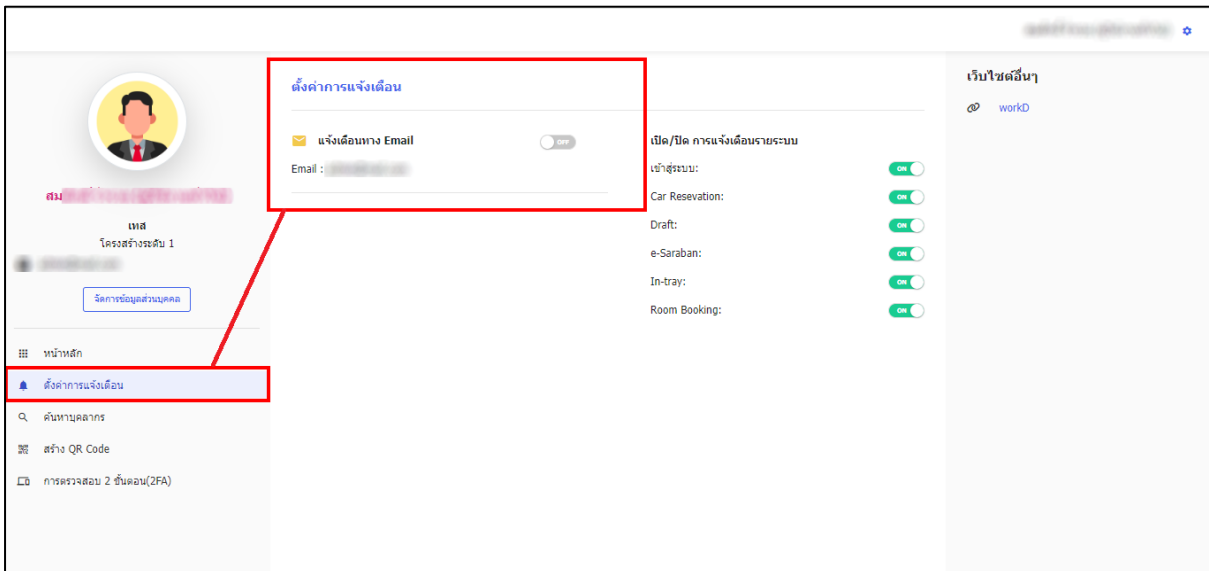 สม
เทส
โครงสร้างระดับ 1
จัดการข้อมูลส่วนบุคคล
หน้าหลัก
ตั้งค่าการแจ้งเตือน
ค้นหาบุคลากร
สร้าง QR Code
การตรวจสอบ 2 ขั้นตอน(2FA)
ตั้งค่าการแจ้งเตือน
แจ้งเตือนทาง Email OFF
Email :
เปิด/ปิด การแจ้งเตือนรายระบบ
เข้าสู่ระบบ: ON
Car Resevation: ON
Draft: ON
e-Saraban: ON
In-tray: ON
Room Booking: ON
เว็บไซต์อื่นๆ
workD